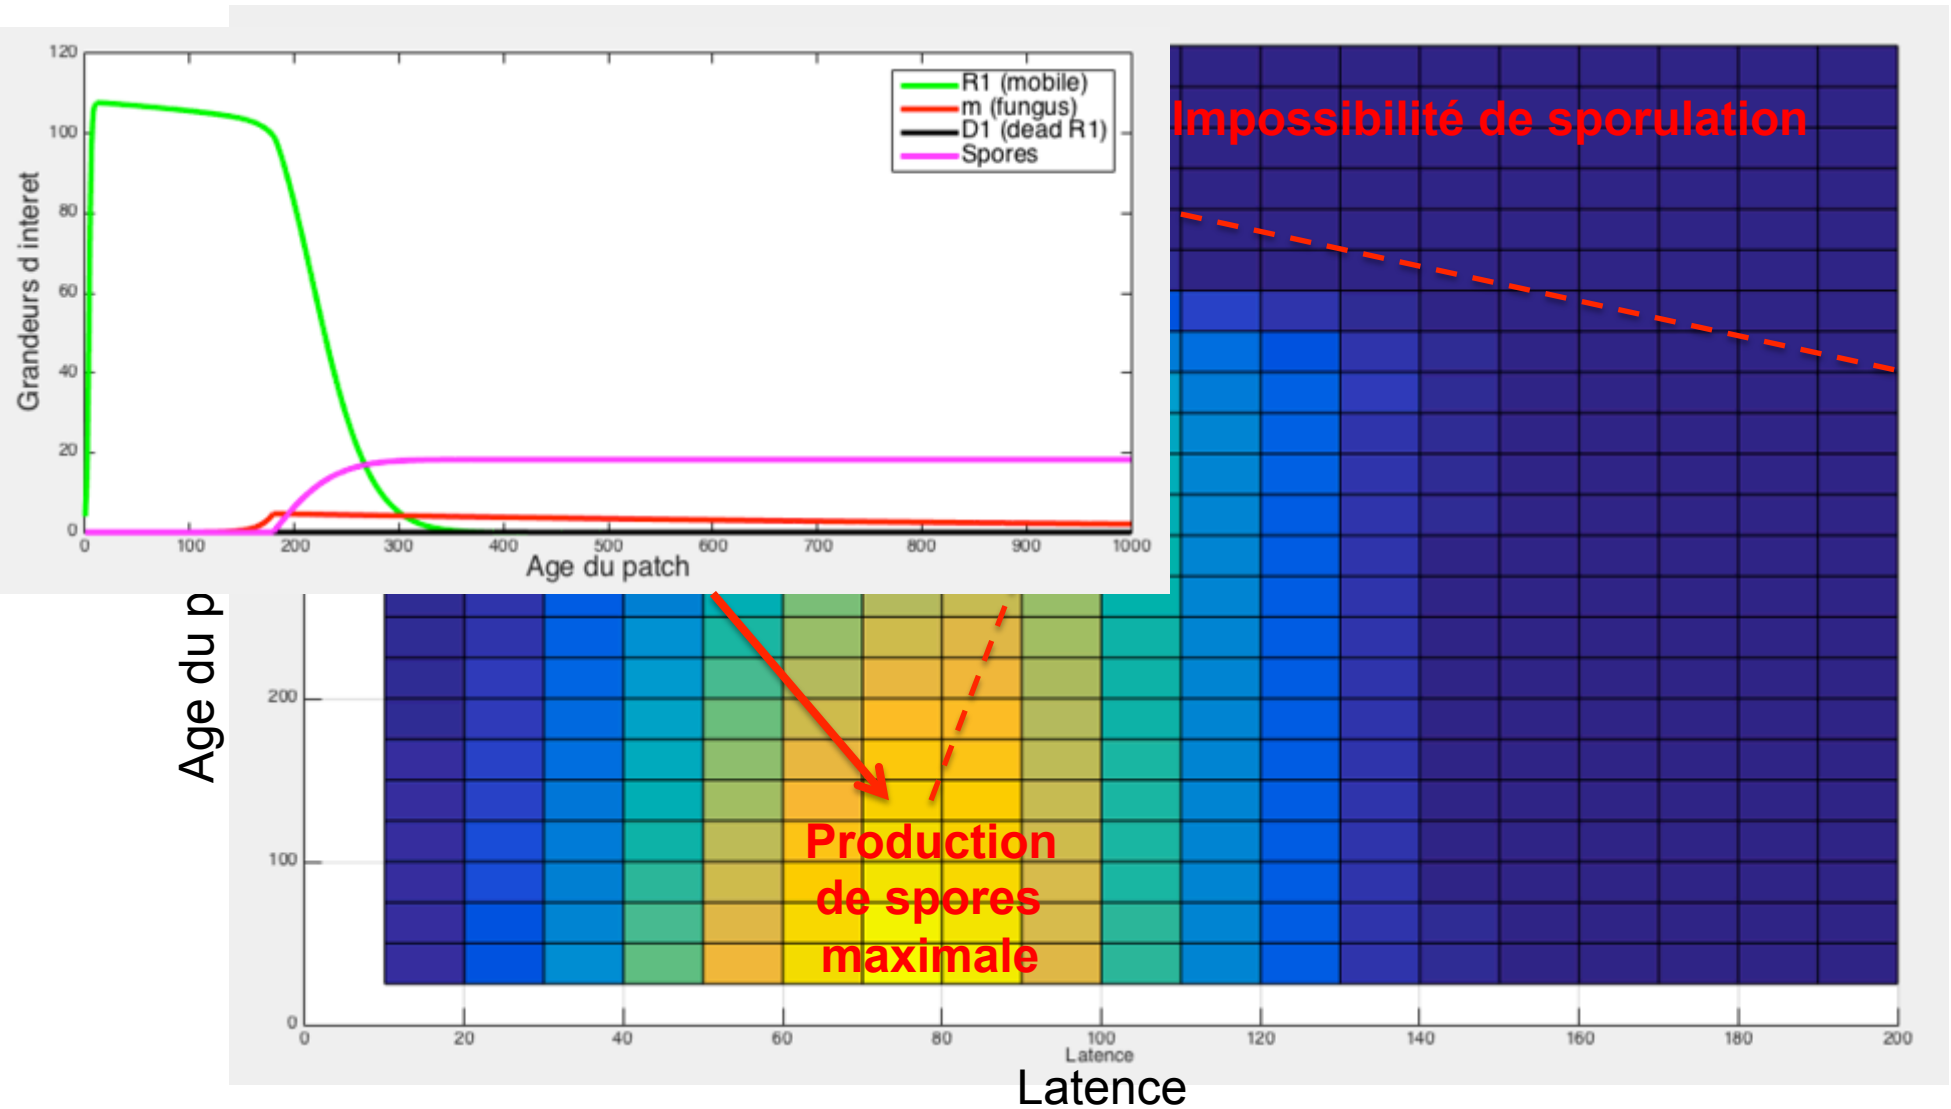 120
100
80
60
40
20
0
Grandeurs d interet
R1 (mobile)
m (fungus)
D1 (dead R1)
Spores
0 100 200 300 400 500 600 700 800 900 1000
Age du patch
Impossibilité de sporulation
Age du p
200
100
0
Production
de spores
maximale
0 20 40 60 80 100 120 140 160 180 200
Latence
Latence